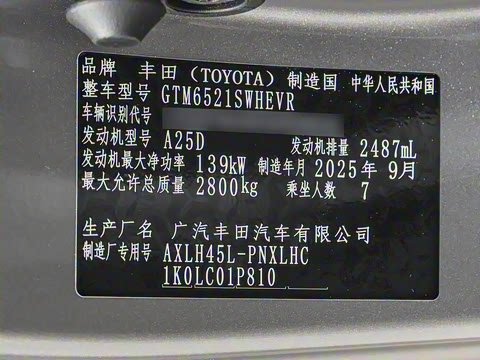 品牌 丰田（TOYOTA） 制造国 中华人民共和国
整车型号 GTM6521SWHEVR
车辆识别代号
发动机型号 A25D 发动机排量 2487mL
发动机最大净功率 139kW 制造年月 2025年 9月
最大允许总质量 2800kg 乘坐人数 7
生产厂名 广汽丰田汽车有限公司
制造厂专用号 AXLH45L-PNXLHC
1K0LC01P810